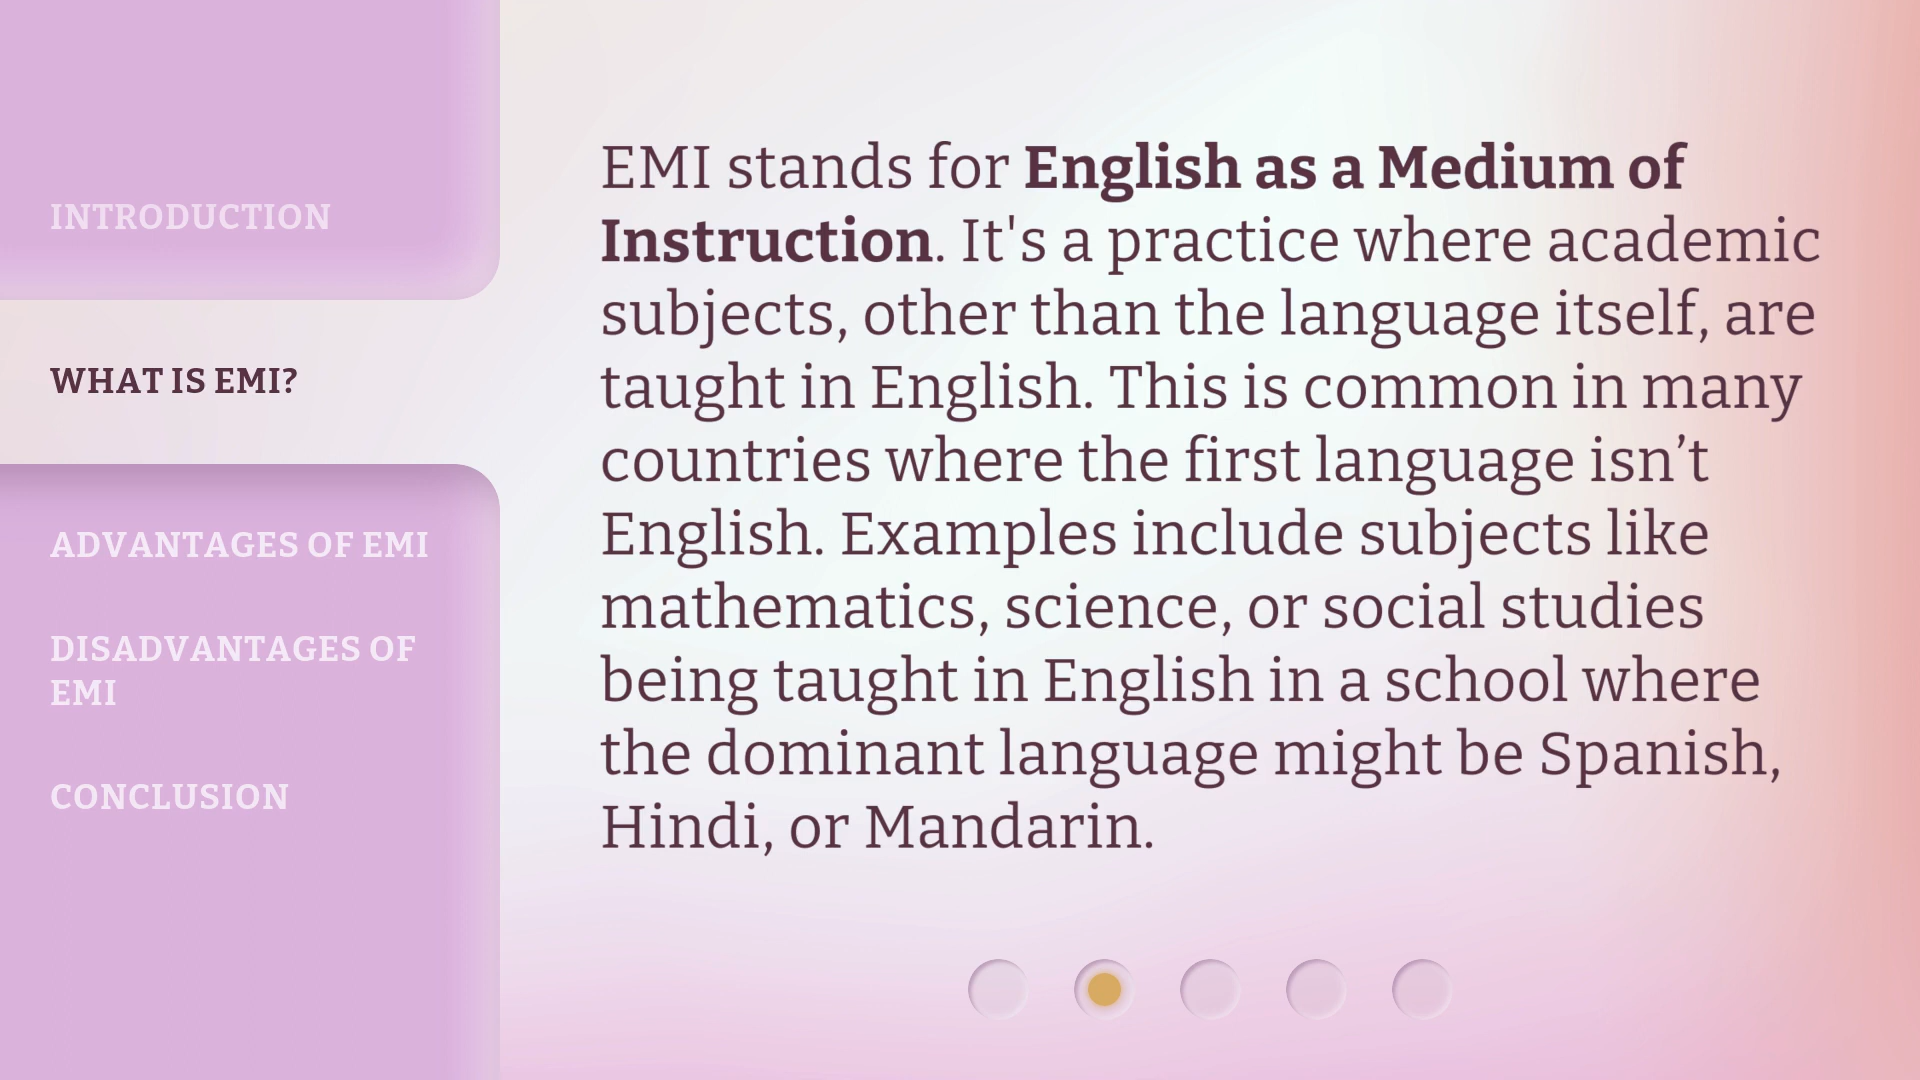 INTRODUCTION
WHAT IS EMI?
ADVANTAGES OF EMI
DISADVANTAGES OF
EMI
CONCLUSION
EMI stands for English as a Medium of
Instruction. It's a practice where academic
subjects, other than the language itself, are
taught in English. This is common in many
countries where the first language isn’t
English. Examples include subjects like
mathematics, science, or social studies
being taught in English in a school where
the dominant language might be Spanish,
Hindi, or Mandarin.